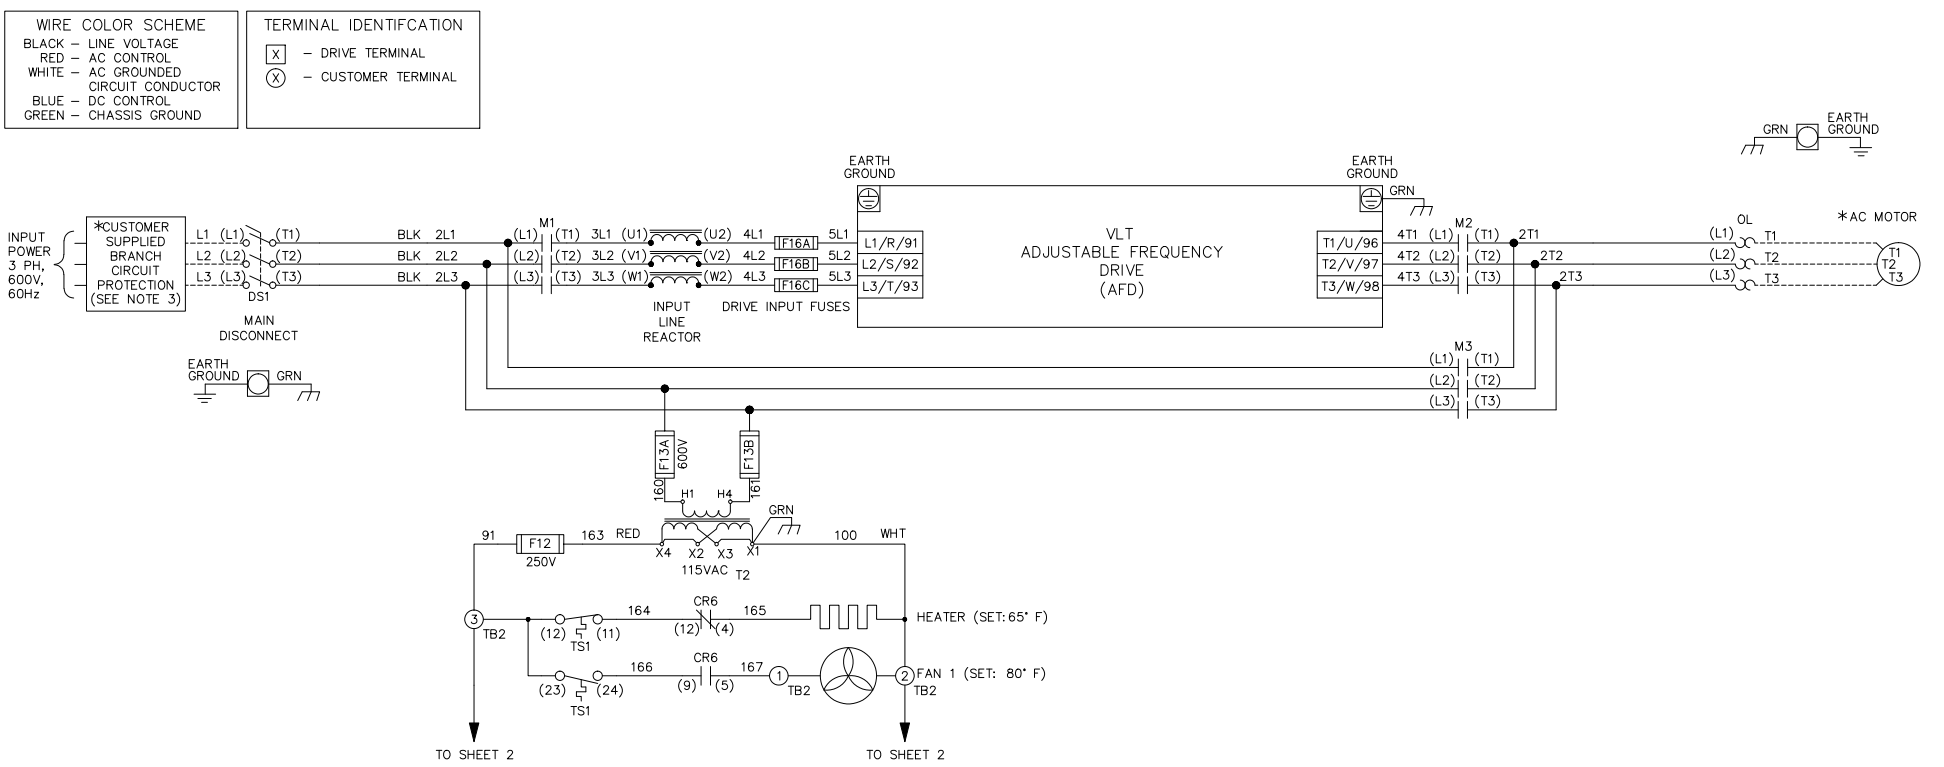 WIRE COLOR SCHEME
BLACK – LINE VOLTAGE
RED – AC CONTROL
WHITE – AC GROUNDED
CIRCUIT CONDUCTOR
BLUE – DC CONTROL
GREEN – CHASSIS GROUND
TERMINAL IDENTIFCATION
X – DRIVE TERMINAL
X – CUSTOMER TERMINAL
GRN
EARTH
GROUND
INPUT
POWER
3 PH,
600V,
60Hz
*CUSTOMER
SUPPLIED
BRANCH
CIRCUIT
PROTECTION
(SEE NOTE 3)
L1 (L1) (T1) BLK 2L1 (L1) M1 (T1) 3L1 (U1) (U2) 4L1 F16A 5L1 L1/R/91
L2 (L2) (T2) BLK 2L2 (L2) (T2) 3L2 (V1) (V2) 4L2 F16B 5L2 L2/S/92
L3 (L3) (T3) BLK 2L3 (L3) (T3) 3L3 (W1) (W2) 4L3 F16C 5L3 L3/T/93
DS1
MAIN
DISCONNECT
INPUT
LINE
REACTOR
DRIVE INPUT FUSES
EARTH
GROUND
VLT
ADJUSTABLE FREQUENCY
DRIVE
(AFD)
EARTH
GROUND
GRN
T1/U/96 4T1 (L1) M2 (T1) 2T1 (L1) OL T1
T2/V/97 4T2 (L2) (T2) 2T2 (L2) T2
T3/W/98 4T3 (L3) (T3) 2T3 (L3) T3
*AC MOTOR
T1
T2
T3
EARTH
GROUND
GRN
M3
(L1) (T1)
(L2) (T2)
(L3) (T3)
F13A
600V
F13B
160
161
H1 H4
GRN
91 F12 163 RED
250V
X4 X2 X3 X1
100 WHT
115VAC T2
3
TB2
(12) (11)
TS1
164
CR6
(12) (4)
165
HEATER (SET:65° F)
(23) (24)
TS1
166
CR6
(9) (5)
167
1
TB2
2
TB2
FAN 1 (SET: 80° F)
TO SHEET 2
TO SHEET 2